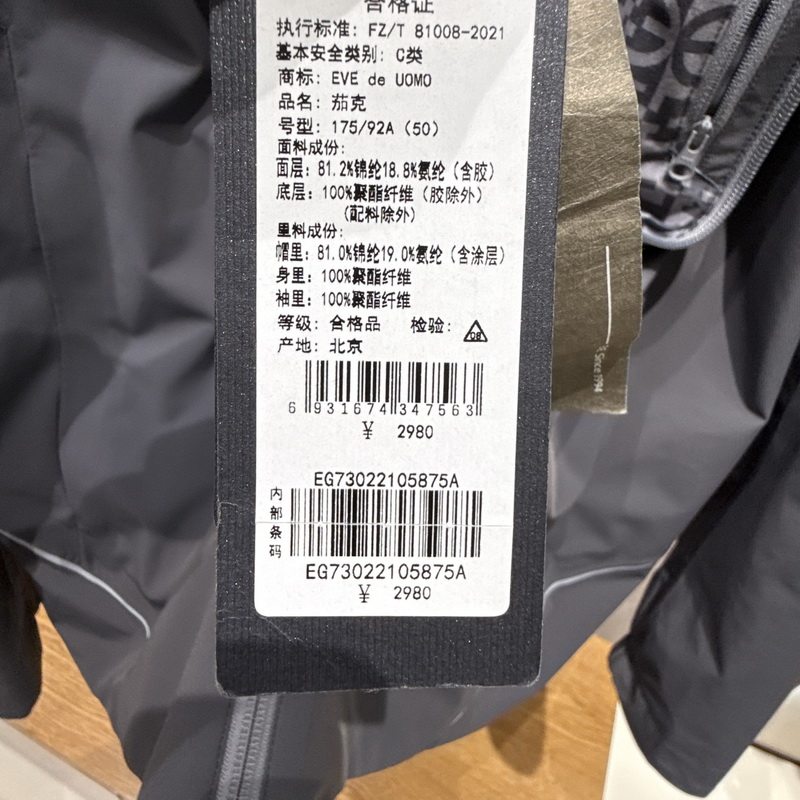 合格证
执行标准: FZ/T 81008-2021
基本安全类别: C类
商标: EVE de UOMO
品名: 茄克
号型: 175/92A (50)
面料成份:
面层: 81.2%锦纶18.8%氨纶(含胶)
底层: 100%聚酯纤维(胶除外)
(配料除外)
里料成份:
帽里: 81.0%锦纶19.0%氨纶(含涂层)
身里: 100%聚酯纤维
袖里: 100%聚酯纤维
等级: 合格品 检验: 08
产地: 北京
6 931674 347563
¥ 2980
EG73022105875A
内部条码
EG73022105875A
¥ 2980
Since 1994